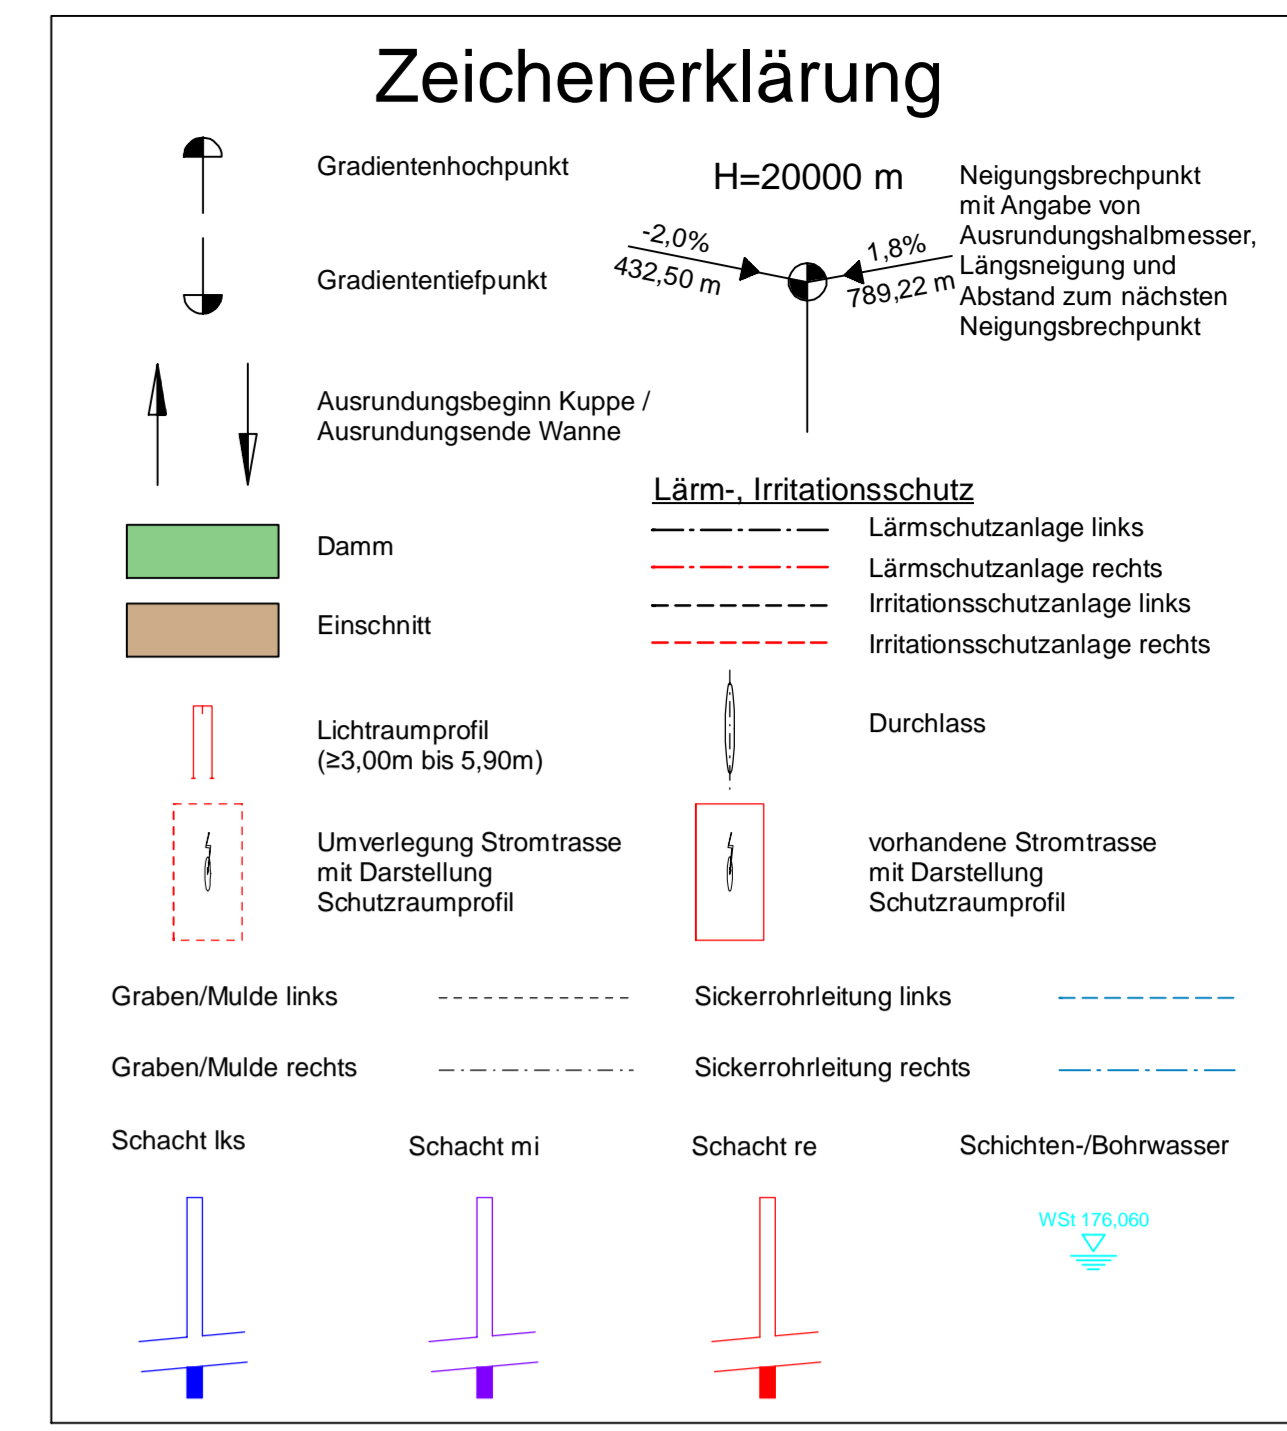 Zeichenerklärung
Gradientenhochpunkt
Gradiententiefpunkt
H=20000 m
-2,0%
432,50 m
1,8%
789,22 m
Neigungsbrechpunkt
mit Angabe von
Ausrundungshalbmesser,
Längsneigung und
Abstand zum nächsten
Neigungsbrechpunkt
Ausrundungsbeginn Kuppe /
Ausrundungsende Wanne
Damm
Einschnitt
Lärm-, Irritationsschutz
Lärmschutzanlage links
Lärmschutzanlage rechts
Irritationsschutzanlage links
Irritationsschutzanlage rechts
Lichtraumprofil
(≥3,00m bis 5,90m)
Durchlass
Umverlegung Stromtrasse
mit Darstellung
Schutzraumprofil
vorhandene Stromtrasse
mit Darstellung
Schutzraumprofil
Graben/Mulde links
Sickerrohrleitung links
Graben/Mulde rechts
Sickerrohrleitung rechts
Schacht lks
Schacht mi
Schacht re
Schichten-/Bohrwasser
WSt 176,060